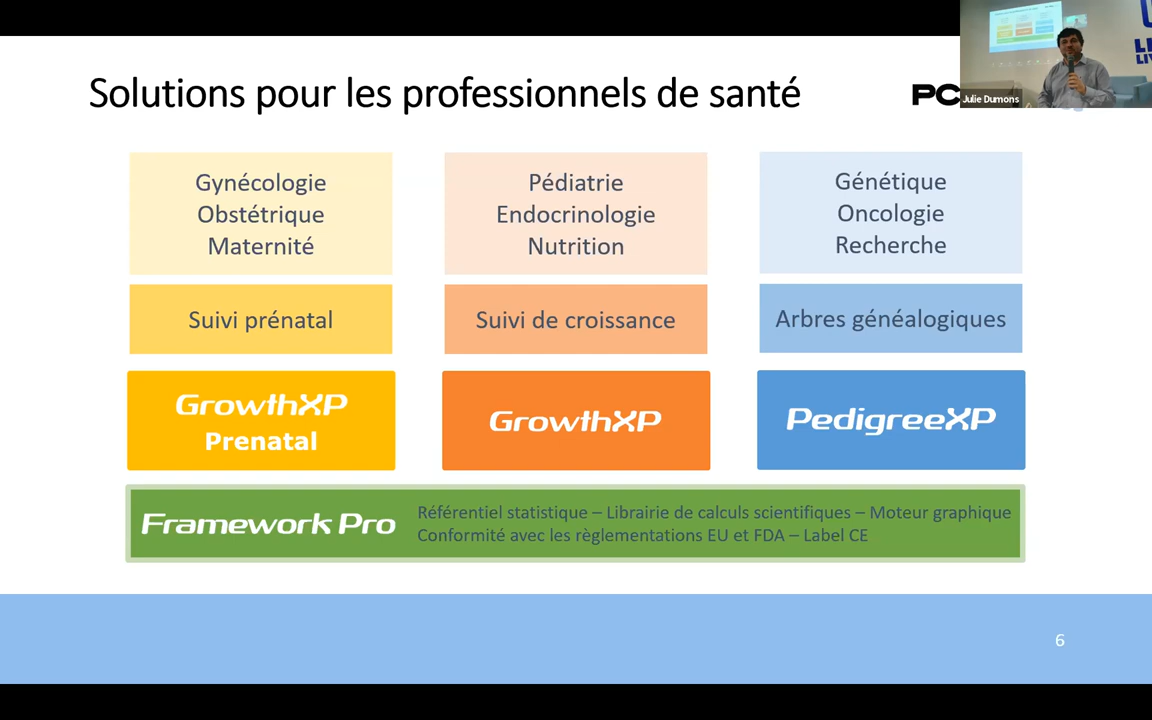 Solutions pour les professionnels de santé
PC
Julie Dumons
Gynécologie
Obstétrique
Maternité
Pédiatrie
Endocrinologie
Nutrition
Génétique
Oncologie
Recherche
Suivi prénatal
Suivi de croissance
Arbres généalogiques
GrowthXP
Prenatal
GrowthXP
PedigreeXP
Framework Pro
Référentiel statistique – Librairie de calculs scientifiques – Moteur graphique
Conformité avec les règlementations EU et FDA – Label CE
6